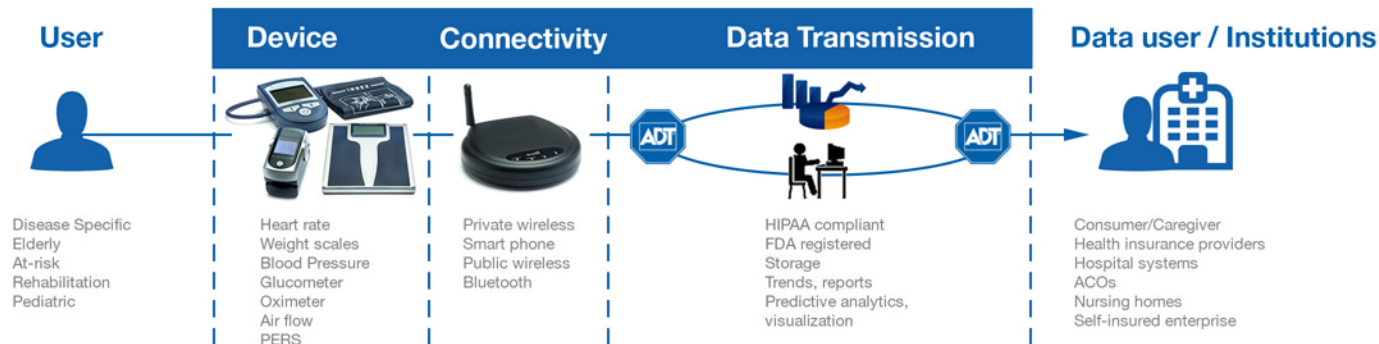 User
Device
Connectivity
Data Transmission
Data user / Institutions
ADT
ADT
Disease Specific
Elderly
At-risk
Rehabilitation
Pediatric
Heart rate
Weight scales
Blood Pressure
Glucometer
Oximeter
Air flow
PERS
Private wireless
Smart phone
Public wireless
Bluetooth
HIPAA compliant
FDA registered
Storage
Trends, reports
Predictive analytics,
visualization
Consumer/Caregiver
Health insurance providers
Hospital systems
ACOs
Nursing homes
Self-insured enterprise